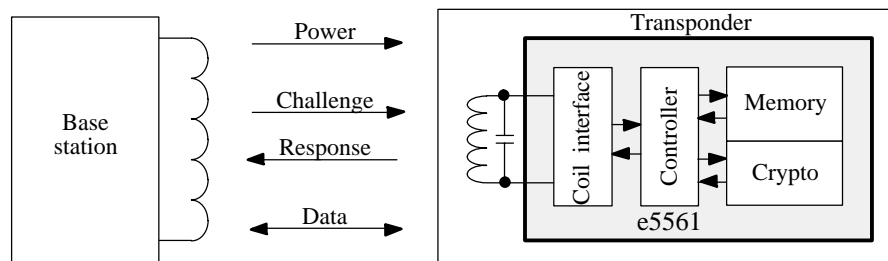 Base
station
Power
Challenge
Response
Data
Transponder
Coil interface
Controller
Memory
Crypto
e5561